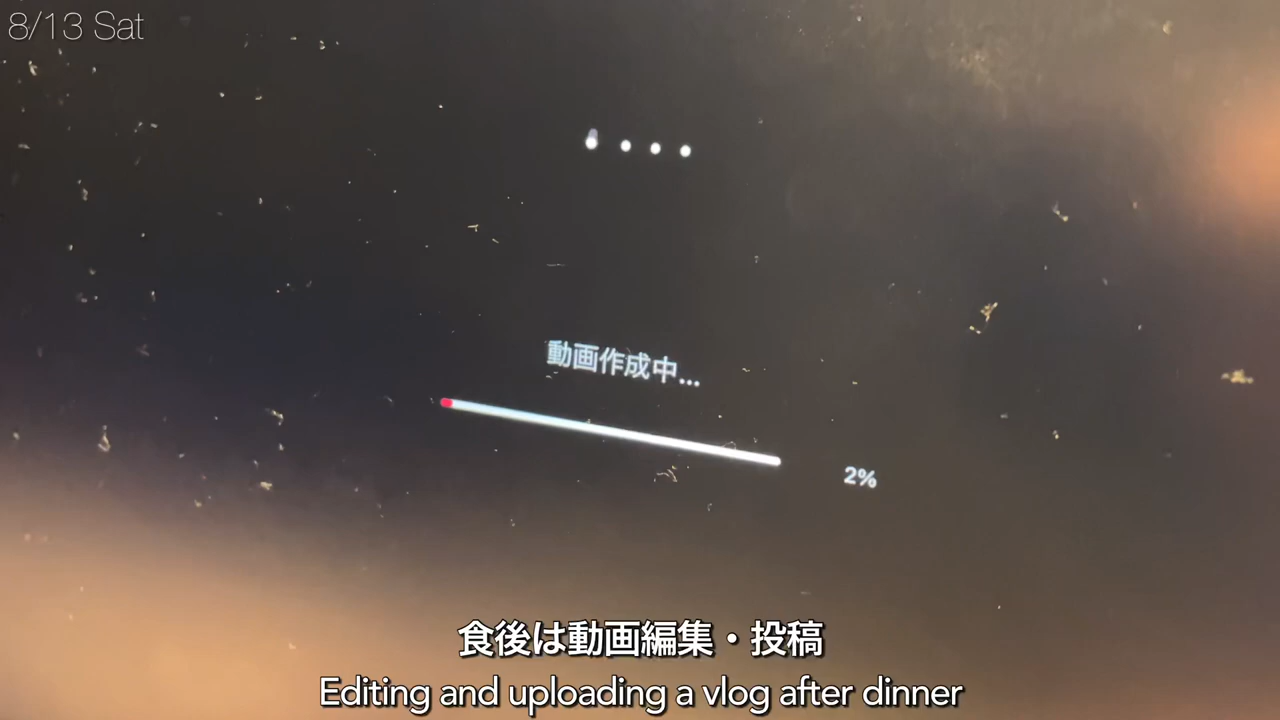 8/13 Sat
動画作成中...
2%
食後は動画編集・投稿
Editing and uploading a vlog after dinner